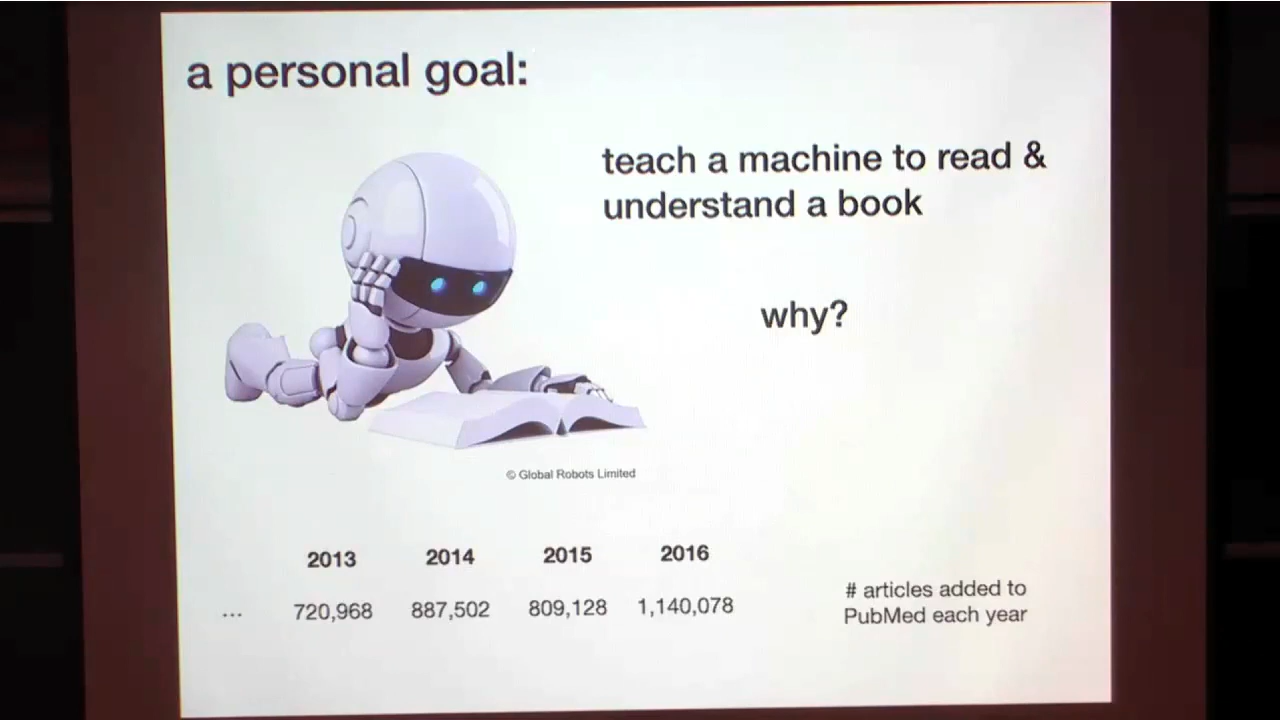 a personal goal:
teach a machine to read &
understand a book
why?
© Global Robots Limited
2013 2014 2015 2016
... 720,968 887,502 809,128 1,140,078
# articles added to
PubMed each year